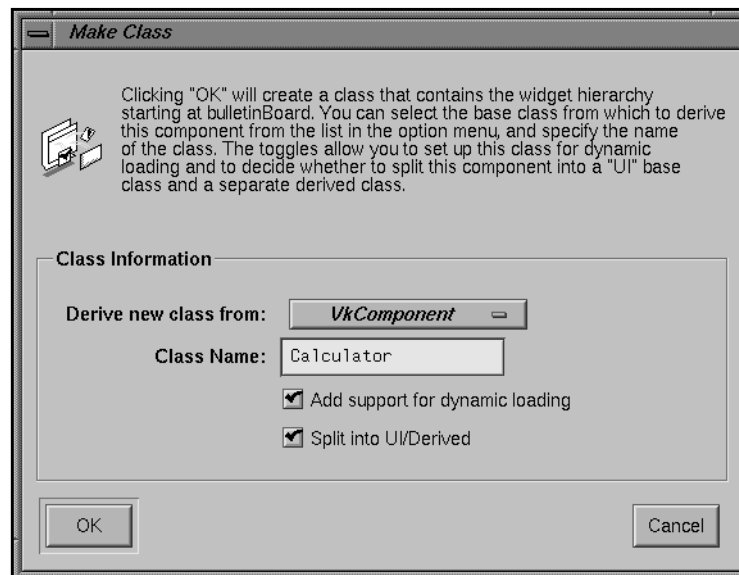 Make Class
Clicking "OK" will create a class that contains the widget hierarchy
starting at bulletinBoard. You can select the base class from which to derive
this component from the list in the option menu, and specify the name
of the class. The toggles allow you to set up this class for dynamic
loading and to decide whether to split this component into a "UI" base
class and a separate derived class.
Class Information
Derive new class from: VkComponent
Class Name: Calculator
Add support for dynamic loading
Split into UI/Derived
OK Cancel